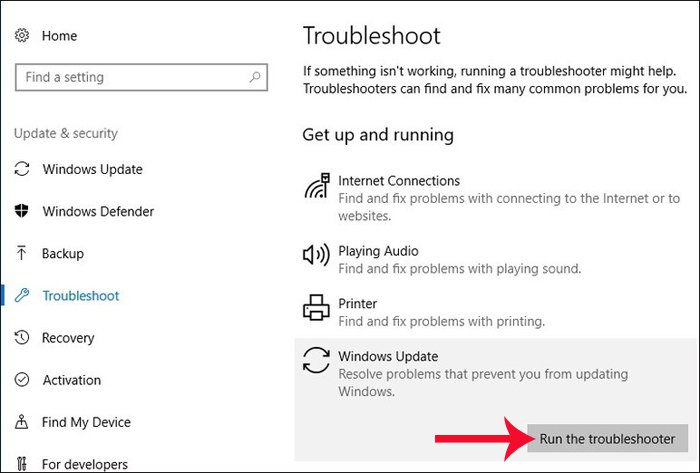 Home
Find a setting
Update & security
Windows Update
Windows Defender
Backup
Troubleshoot
Recovery
Activation
Find My Device
For developers
Troubleshoot
If something isn't working, running a troubleshooter might help.
Troubleshooters can find and fix many common problems for you.
Get up and running
Internet Connections
Find and fix problems with connecting to the Internet or to
websites.
Playing Audio
Find and fix problems with playing sound.
Printer
Find and fix problems with printing.
Windows Update
Resolve problems that prevent you from updating
Windows.
Run the troubleshooter